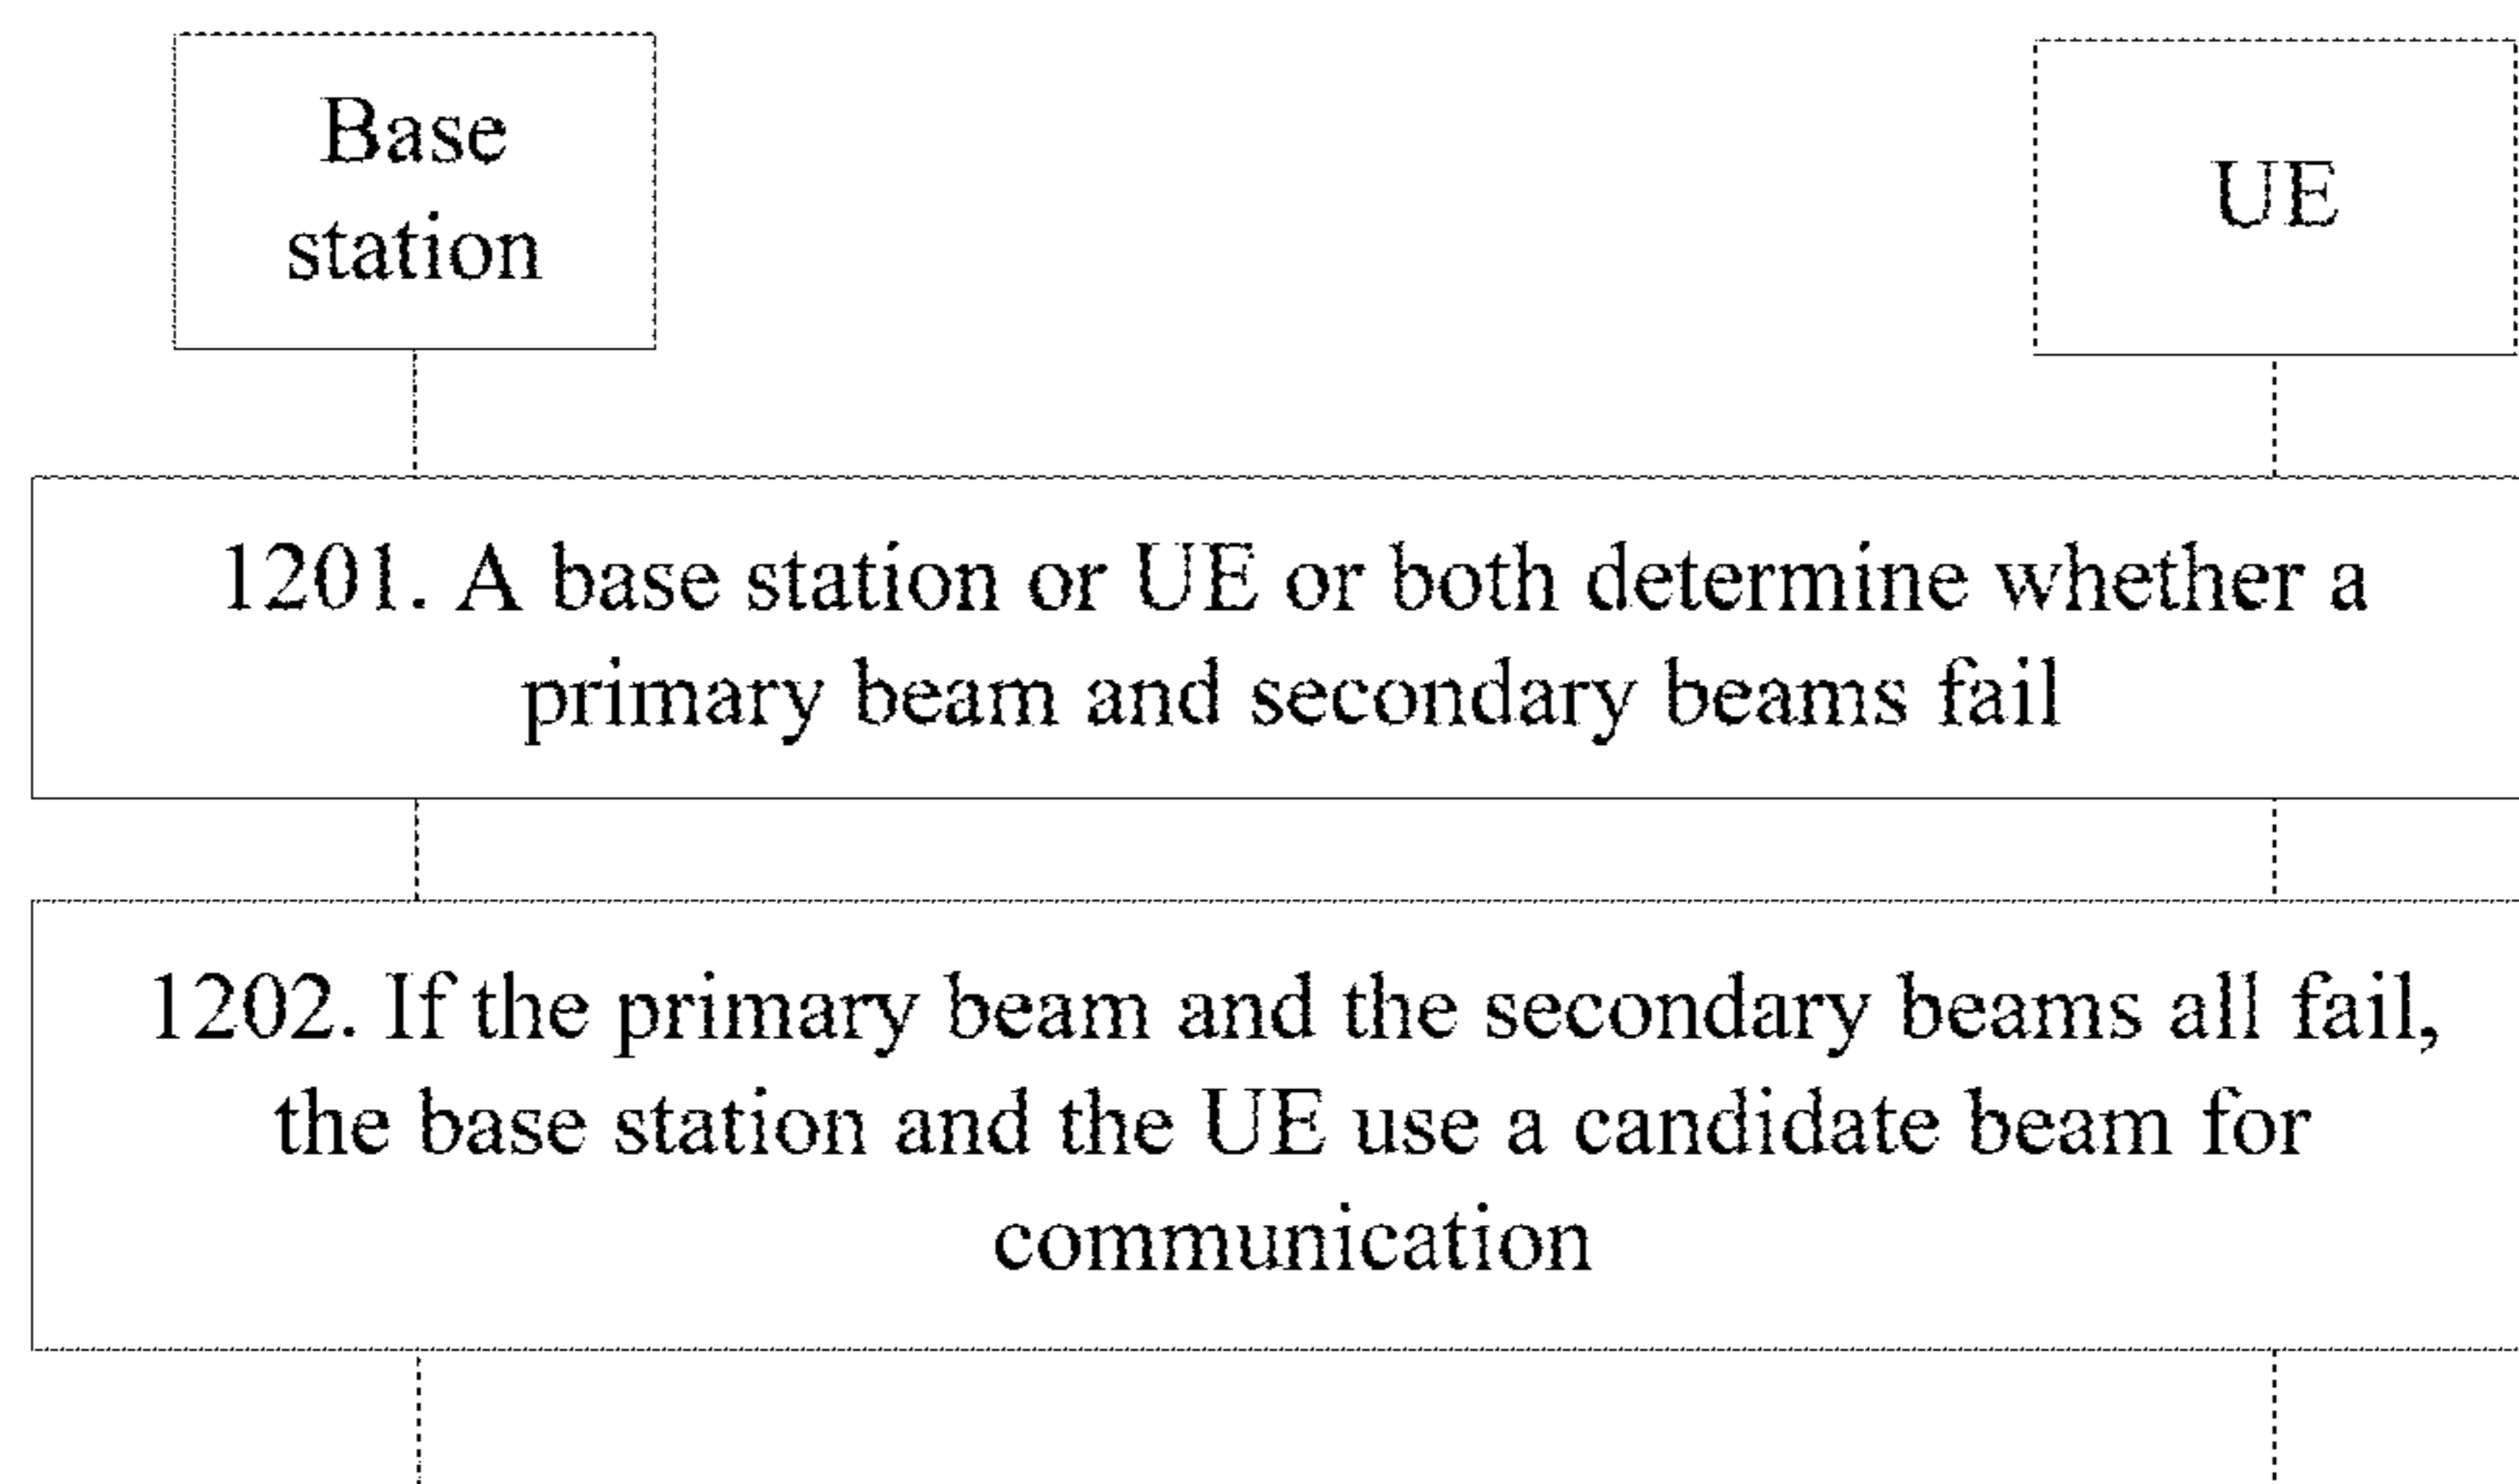 Base
station
UE
1201. A base station or UE or both determine whether a
primary beam and secondary beams fail
1202. If the primary beam and the secondary beams all fail,
the base station and the UE use a candidate beam for
communication